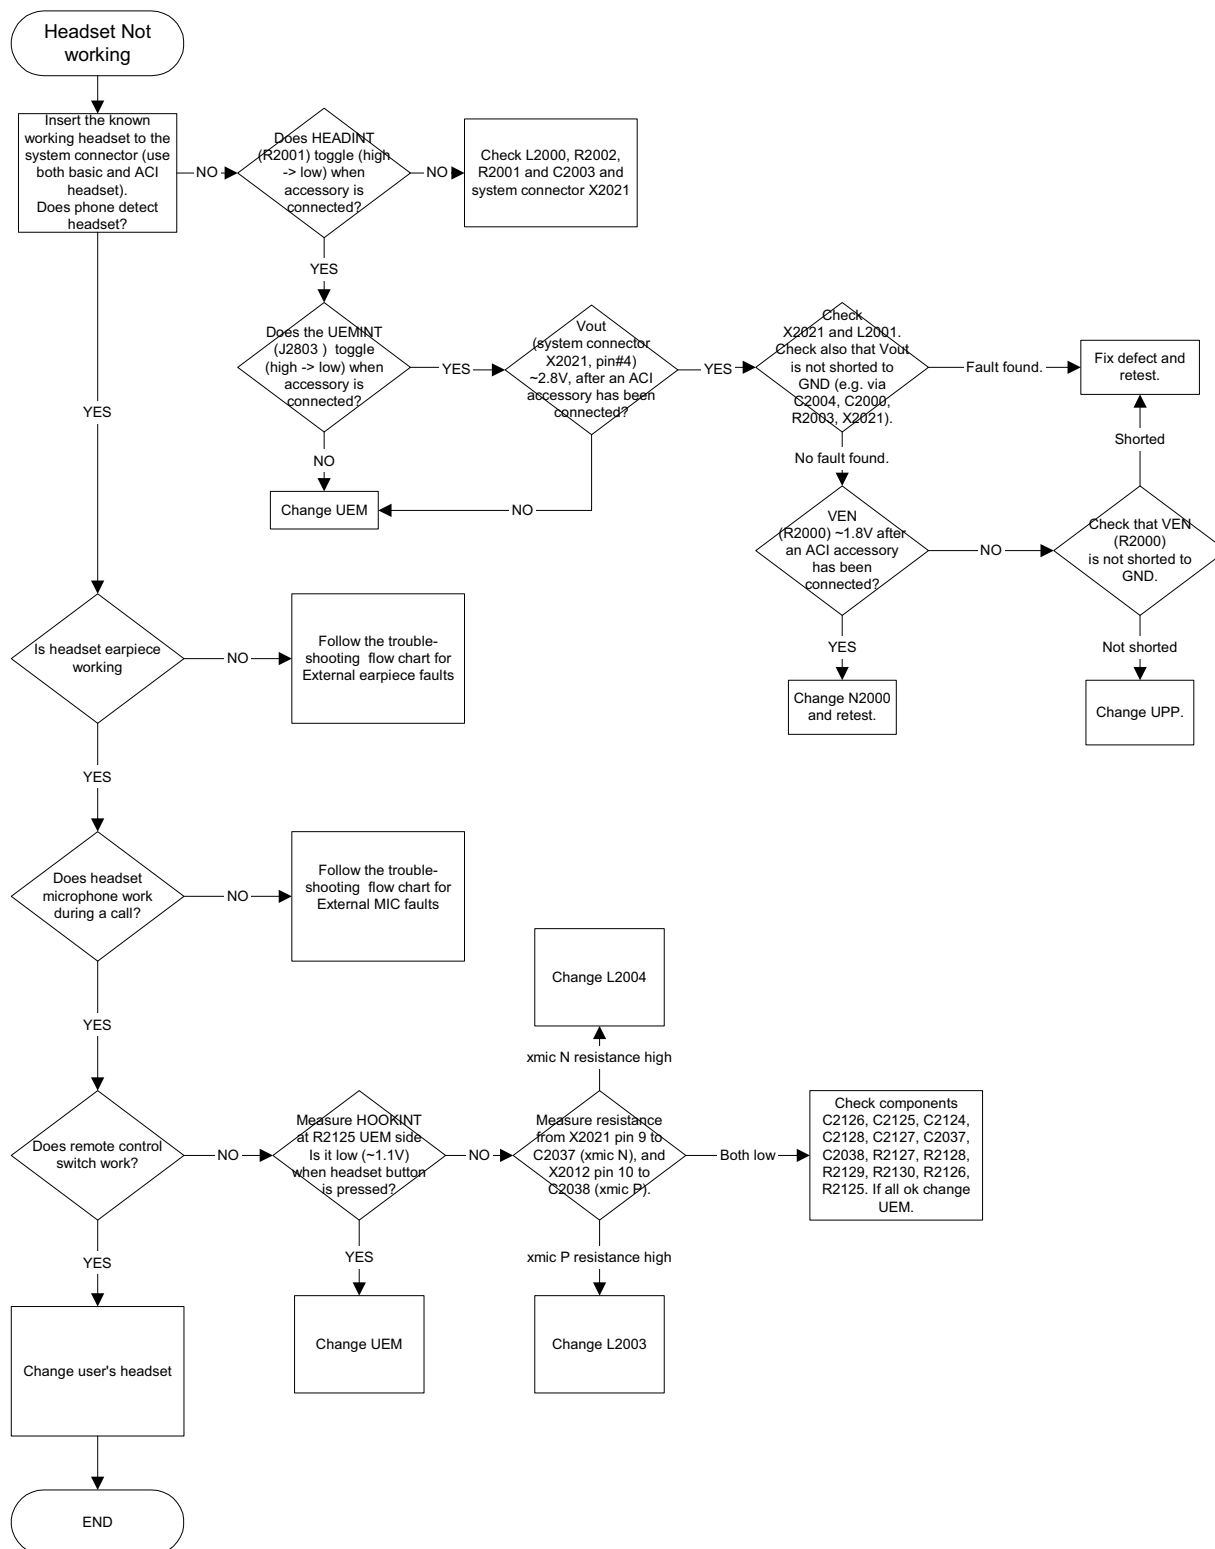 Headset Not
working
Insert the known
working headset to the
system connector (use
both basic and ACI
headset).
Does phone detect
headset?
NO
Does HEADINT
(R2001) toggle (high
-> low) when
accessory is
connected?
NO
Check L2000, R2002,
R2001 and C2003 and
system connector X2021
YES
YES
Does the UEMINT
(J2803 ) toggle
(high -> low) when
accessory is
connected?
YES
Vout
(system connector
X2021, pin#4)
~2.8V, after an ACI
accessory has been
connected?
YES
Check
X2021 and L2001.
Check also that Vout
is not shorted to
GND (e.g. via
C2004, C2000,
R2003, X2021).
Fault found.
Fix defect and
retest.
NO
Change UEM
NO
No fault found.
Shorted
VEN
(R2000) ~1.8V after
an ACI accessory
has been
connected?
NO
Check that VEN
(R2000)
is not shorted to
GND.
YES
Not shorted
Change N2000
and retest.
Change UPP.
Is headset earpiece
working
NO
Follow the trouble-
shooting flow chart for
External earpiece faults
YES
Does headset
microphone work
during a call?
NO
Follow the trouble-
shooting flow chart for
External MIC faults
YES
Change L2004
xmic N resistance high
Does remote control
switch work?
NO
Measure HOOKINT
at R2125 UEM side
Is it low (~1.1V)
when headset button
is pressed?
NO
Measure resistance
from X2021 pin 9 to
C2037 (xmic N), and
X2012 pin 10 to
C2038 (xmic P).
Both low
Check components
C2126, C2125, C2124,
C2128, C2127, C2037,
C2038, R2127, R2128,
R2129, R2130, R2126,
R2125. If all ok change
UEM.
YES
YES
xmic P resistance high
Change user's headset
Change UEM
Change L2003
END